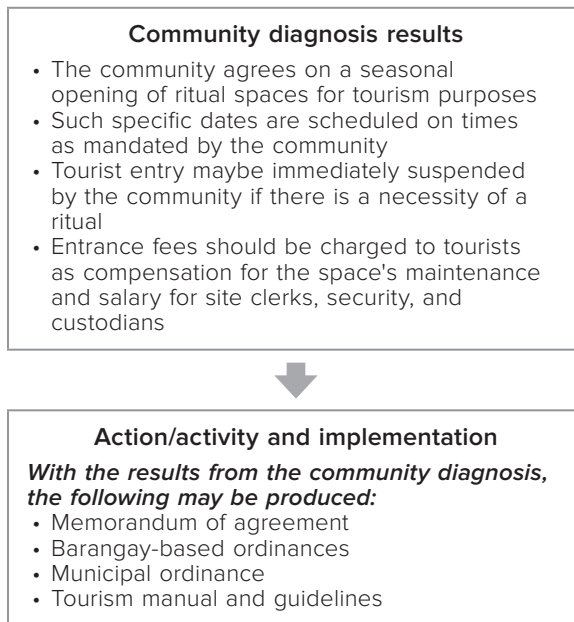 Community diagnosis results
• The community agrees on a seasonal
opening of ritual spaces for tourism purposes
• Such specific dates are scheduled on times
as mandated by the community
• Tourist entry maybe immediately suspended
by the community if there is a necessity of a
ritual
• Entrance fees should be charged to tourists
as compensation for the space's maintenance
and salary for site clerks, security, and
custodians
Action/activity and implementation
With the results from the community diagnosis,
the following may be produced:
• Memorandum of agreement
• Barangay-based ordinances
• Municipal ordinance
• Tourism manual and guidelines